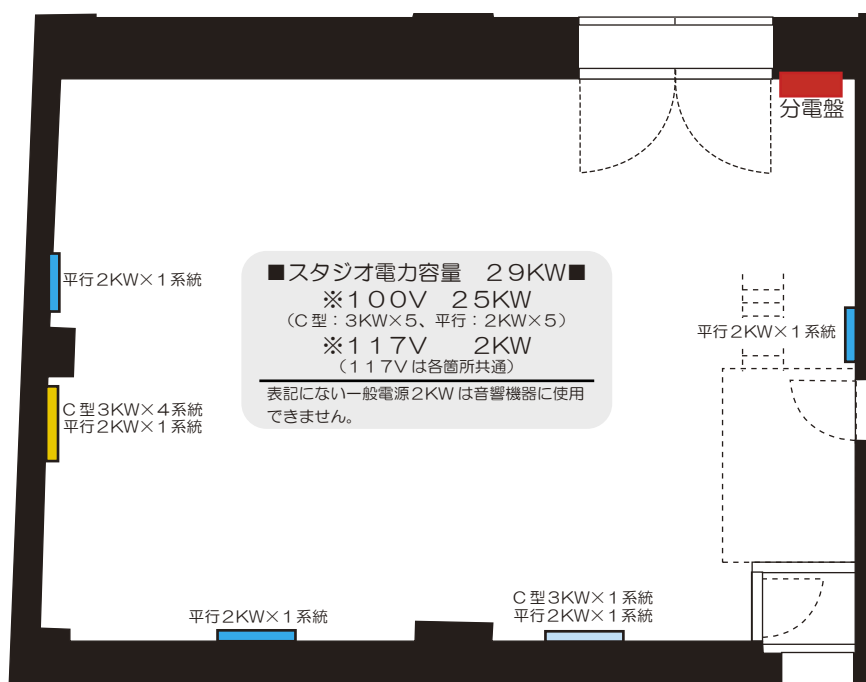 分電盤
平行2KW×1系統
■スタジオ電力容量　29KW■
※100V　25KW
（C型：3KW×5、平行：2KW×5）
※117V　　2KW
（117Vは各箇所共通）
表記にない一般電源2KWは音響機器に使用
できません。
平行2KW×1系統
C型3KW×4系統
平行2KW×1系統
平行2KW×1系統
C型3KW×1系統
平行2KW×1系統